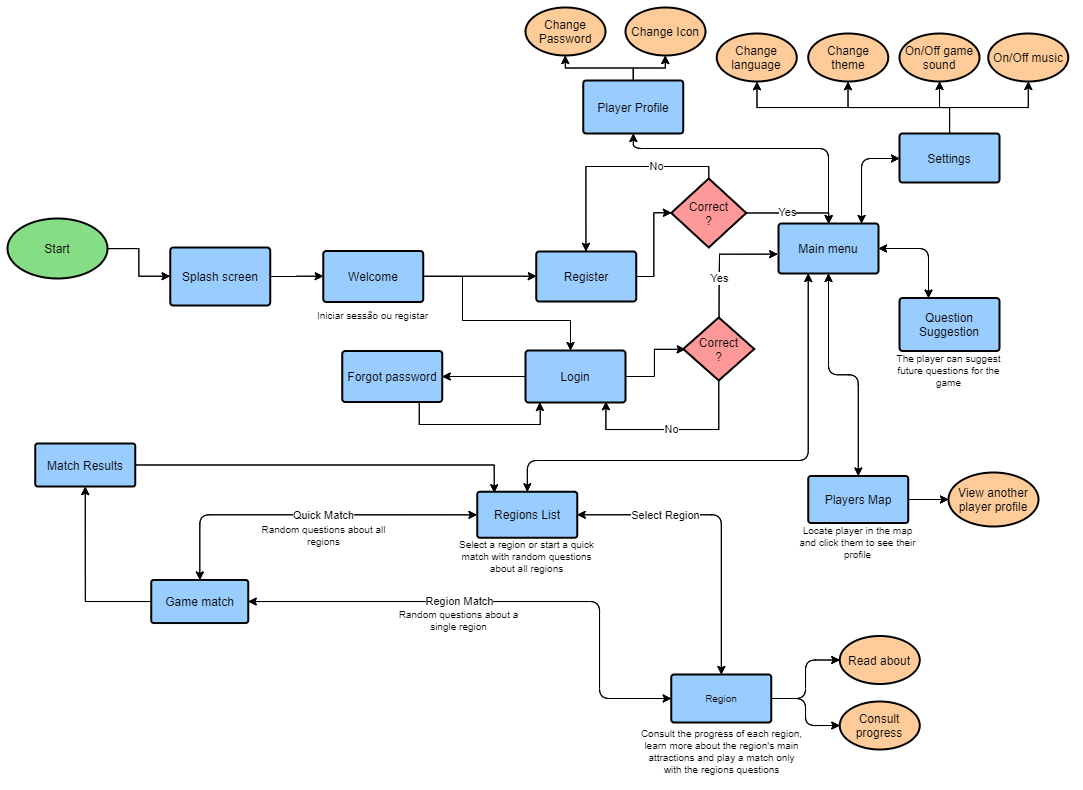 Change
Password
Change Icon
Change
language
Change
theme
On/Off game
sound
On/Off music
Player Profile
Settings
No
Correct
?
Yes
Start
Splash screen
Welcome
Iniciar sessão ou registar
Register
Main menu
Yes
Question
Suggestion
The player can suggest
future questions for the
game
Forgot password
Login
Correct
?
No
Match Results
Regions List
Select a region or start a quick
match with random questions
about all regions
Quick Match
Random questions about all
regions
Select Region
Players Map
Locate player in the map
and click them to see their
profile
View another
player profile
Game match
Region Match
Random questions about a
single region
Region
Consult the progress of each region,
learn more about the region's main
attractions and play a match only
with the regions questions
Read about
Consult
progress